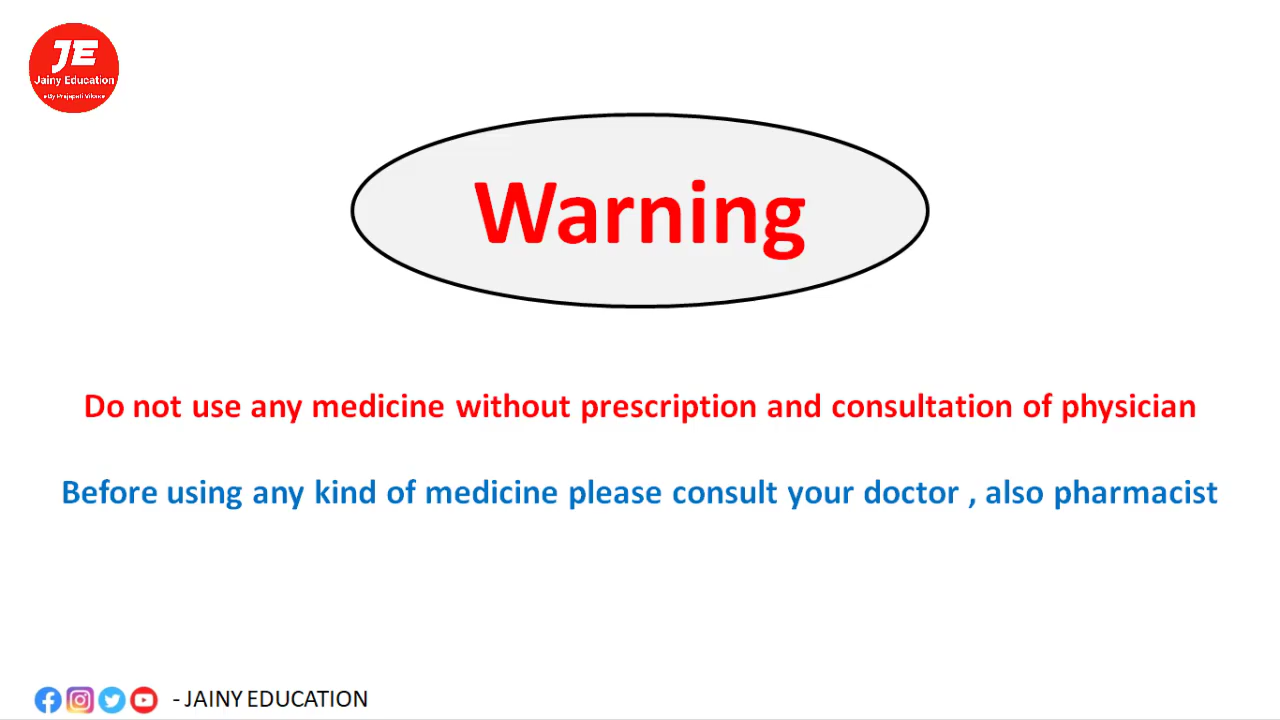 JE
Jainy Education
Warning
Do not use any medicine without prescription and consultation of physician
Before using any kind of medicine please consult your doctor , also pharmacist
- JAINY EDUCATION